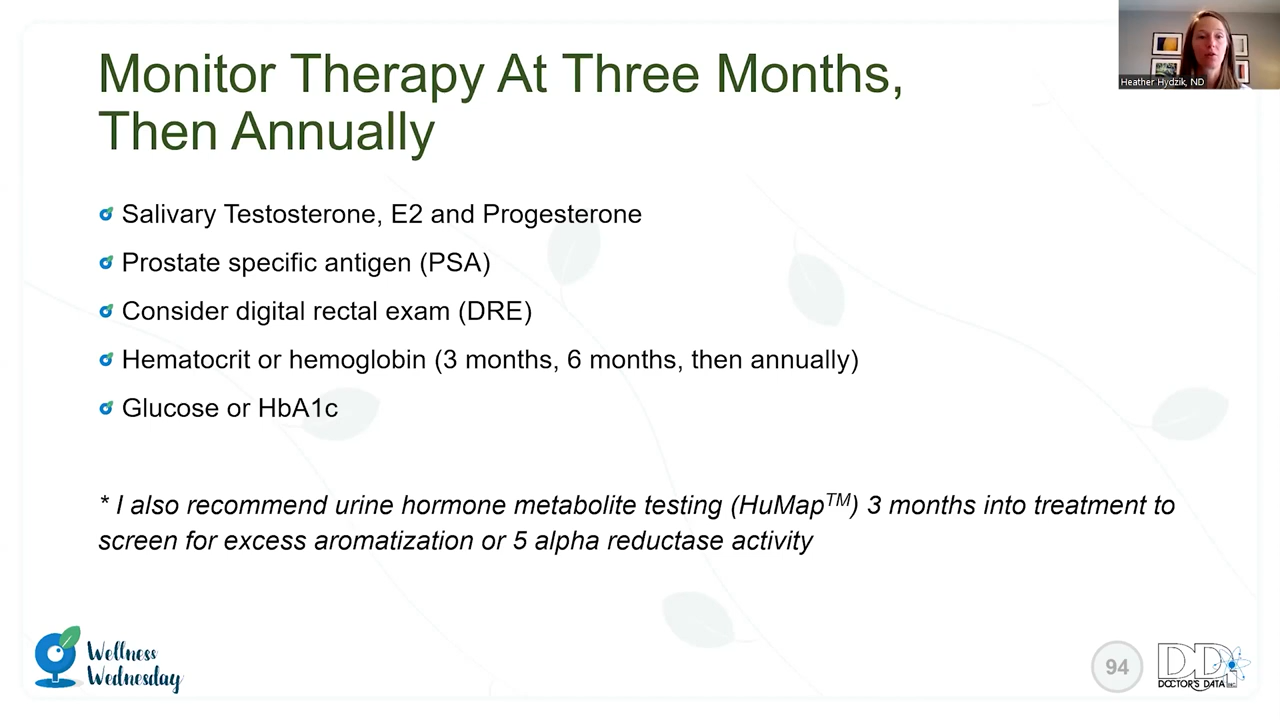 Monitor Therapy At Three Months,
Then Annually
Heather Hydzik, ND
Salivary Testosterone, E2 and Progesterone
Prostate specific antigen (PSA)
Consider digital rectal exam (DRE)
Hematocrit or hemoglobin (3 months, 6 months, then annually)
Glucose or HbA1c
* I also recommend urine hormone metabolite testing (HuMap™) 3 months into treatment to
screen for excess aromatization or 5 alpha reductase activity
Wellness
Wednesday
94
DDI
DOCTOR'S DATA INC.